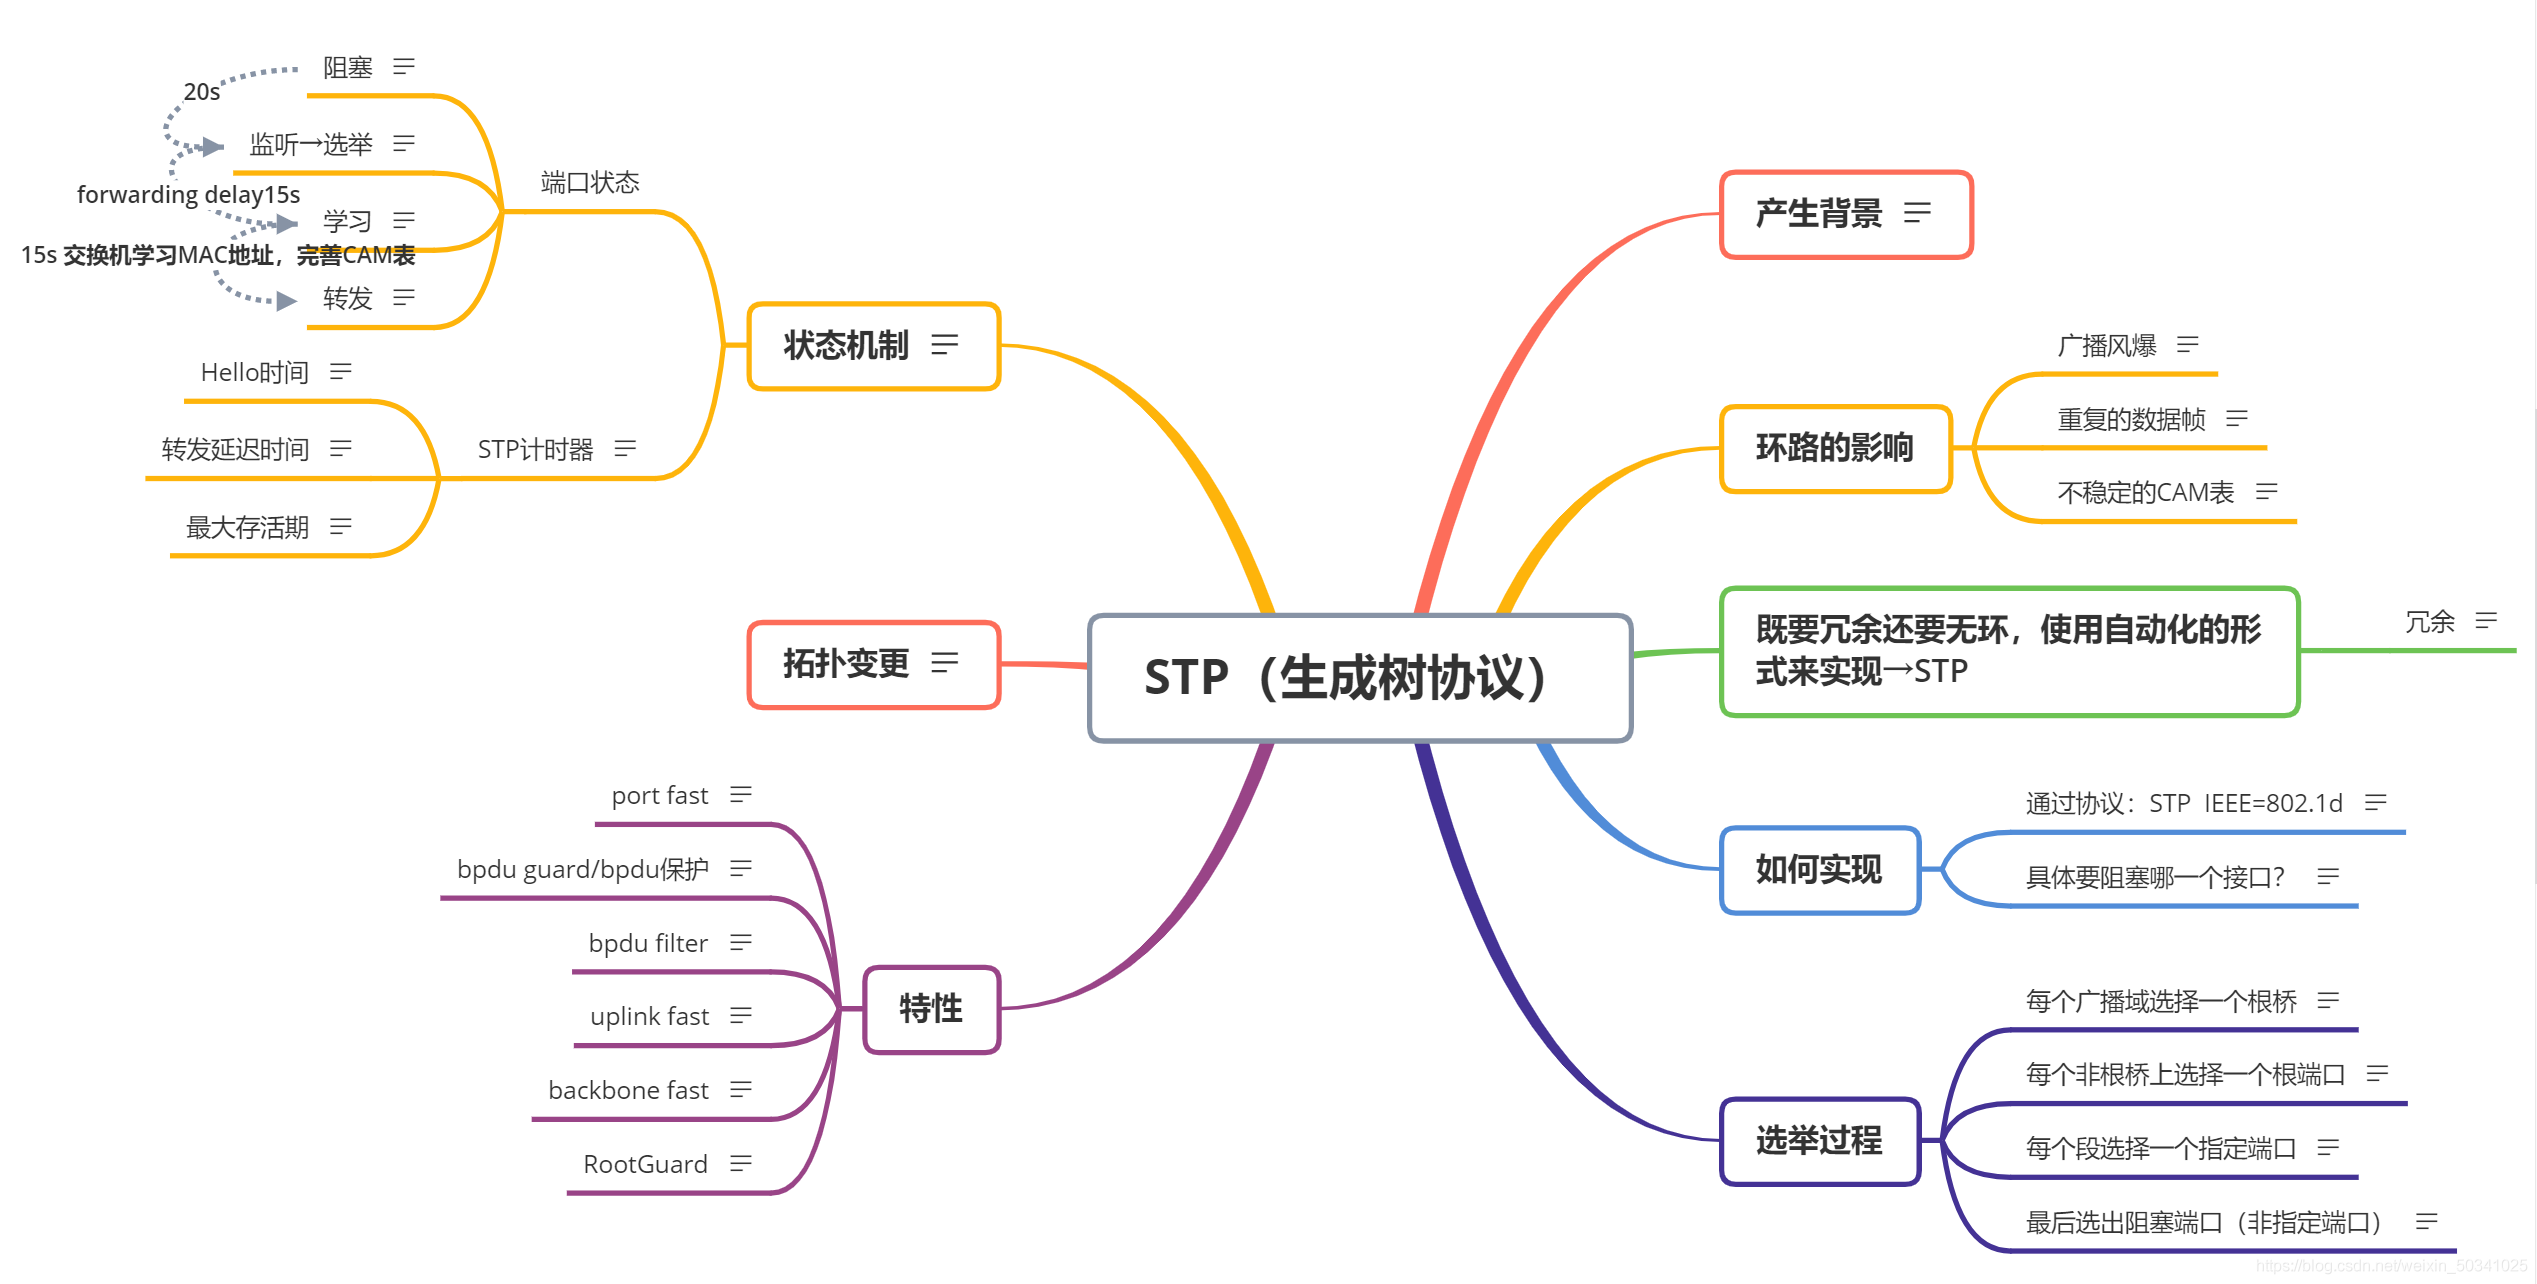 STP（生成树协议）
产生背景
环路的影响
广播风爆
重复的数据帧
不稳定的CAM表
既要冗余还要无环，使用自动化的形
式来实现→STP
冗余
如何实现
通过协议：STP IEEE=802.1d
具体要阻塞哪一个接口？
选举过程
每个广播域选择一个根桥
每个非根桥上选择一个根端口
每个段选择一个指定端口
最后选出阻塞端口（非指定端口）
状态机制
端口状态
阻塞
20s
监听→选举
forwarding delay15s
学习
15s 交换机学习MAC地址，完善CAM表
转发
STP计时器
Hello时间
转发延迟时间
最大存活期
拓扑变更
特性
port fast
bpdu guard/bpdu保护
bpdu filter
uplink fast
backbone fast
RootGuard
https://blog.csdn.net/weixin_50341025